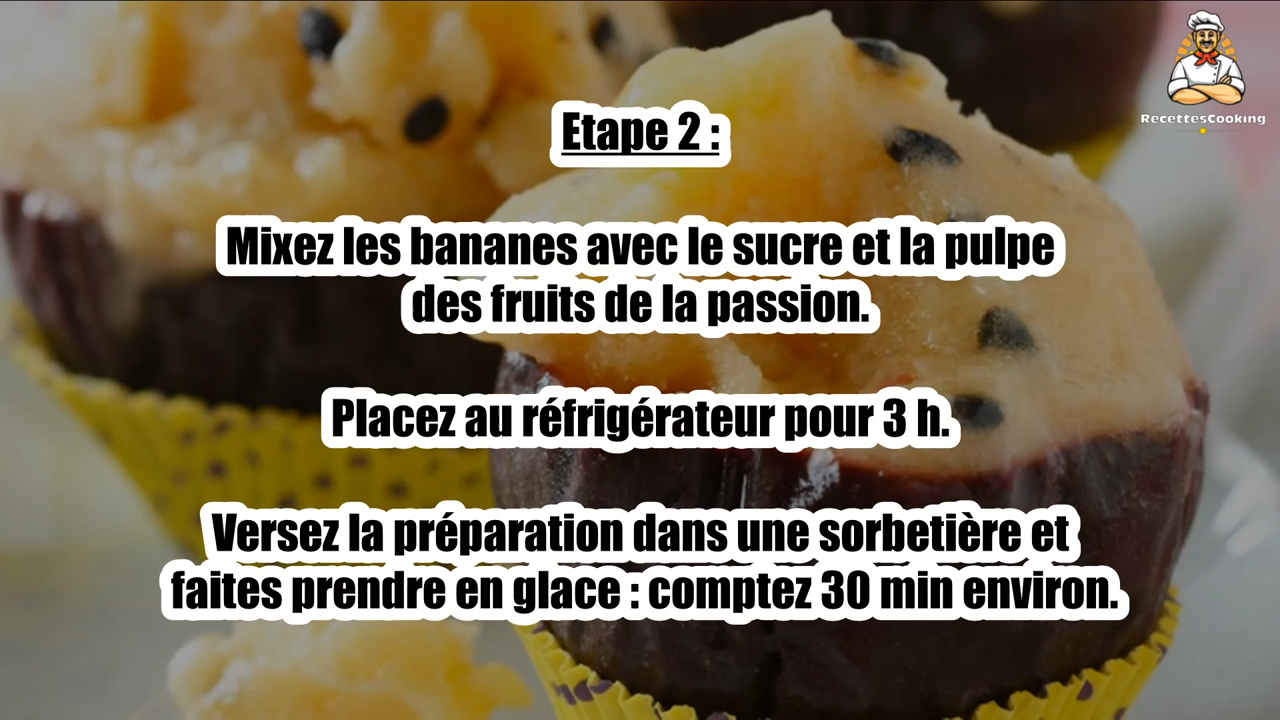 RecettesCooking
Etape 2 :
Mixez les bananes avec le sucre et la pulpe
des fruits de la passion.
Placez au réfrigérateur pour 3 h.
Versez la préparation dans une sorbetière et
faites prendre en glace : comptez 30 min environ.